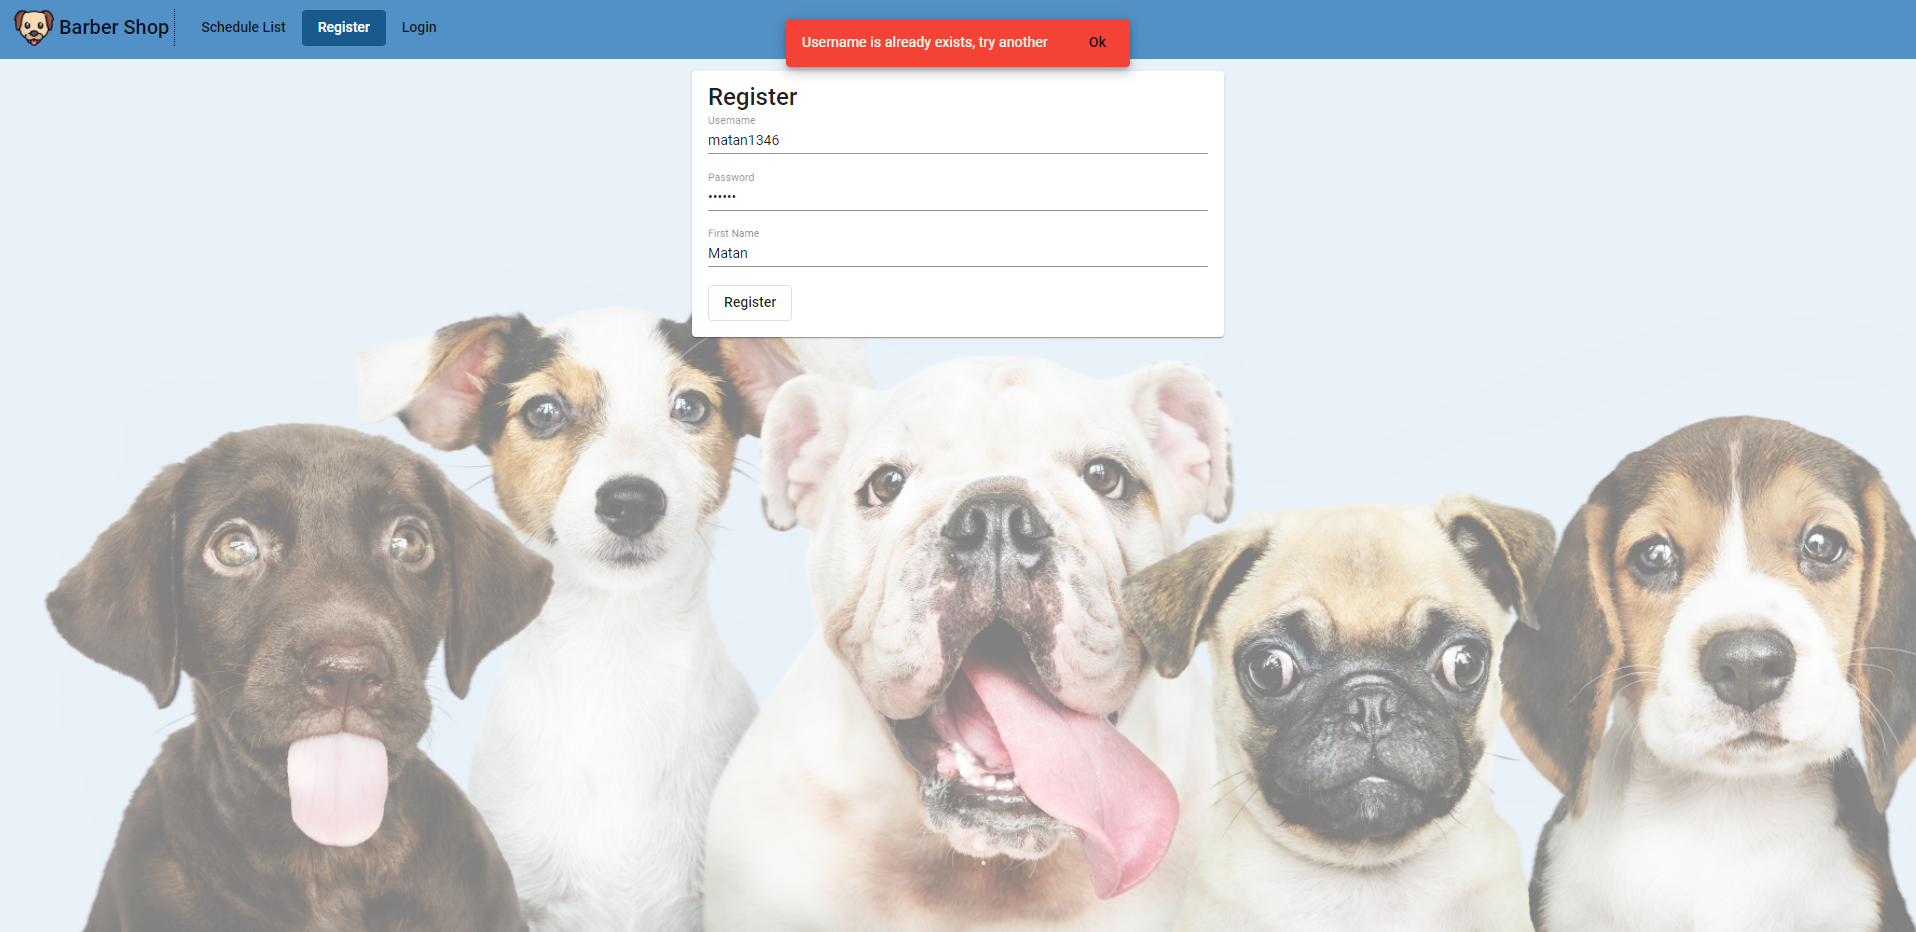 Barber Shop
Schedule List
Register
Login
Username is already exists, try another
Ok
Register
Username
matan1346
Password
••••••
First Name
Matan
Register